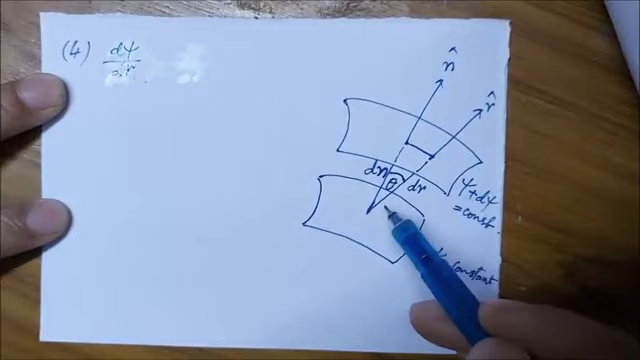 (4) dψ
dr
n̂
r̂
dn
θ
dr
ψ+dψ
=const.
constant